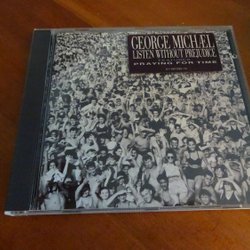 GEORGE MICHAEL
LISTEN WITHOUT PREJUDICE
PRAYING FOR TIME